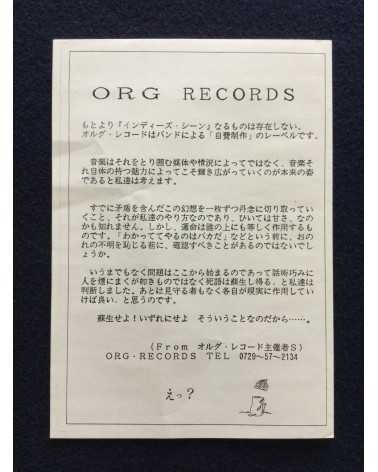 ORG RECORDS
もとより『インディーズ・シーン』なるものは存在しない。
オルグ・レコードはバンドによる「自費制作」のレーベルです。
音楽はそれをとり囲む媒体や情況によってではなく、音楽そ
れ自体の持つ魅力によってこそ輝き広がっていくのが本来の姿
であると私達は考えます。
すでに矛盾を含んだこの幻想を一枚ずつ丹念に切り取ってい
くこと、それが私達のやり方なのであり、ひいては甘さ、なの
かも知れません。しかし、運命は誰の上にも等しく作用するも
のです。「わかっててやるのはバカだ」などという前に、おの
れの不明を恥じる前に、確認すべきことがあるのではないでし
ょうか。
いうまでもなく問題はここから始まるのであって話術巧みに
人を煙にまくが如きものではなく死語は蘇生し得る、と私達は
判断しました。あとは見守る者もなく各自が現実に作用してい
けば良い、と思うのです。
蘇生せよ！いずれにせよ　そういうことなのだから……。
(From オルグ・レコード主催者S)
ORG・RECORDS TEL 0729〜57−2134
えっ？